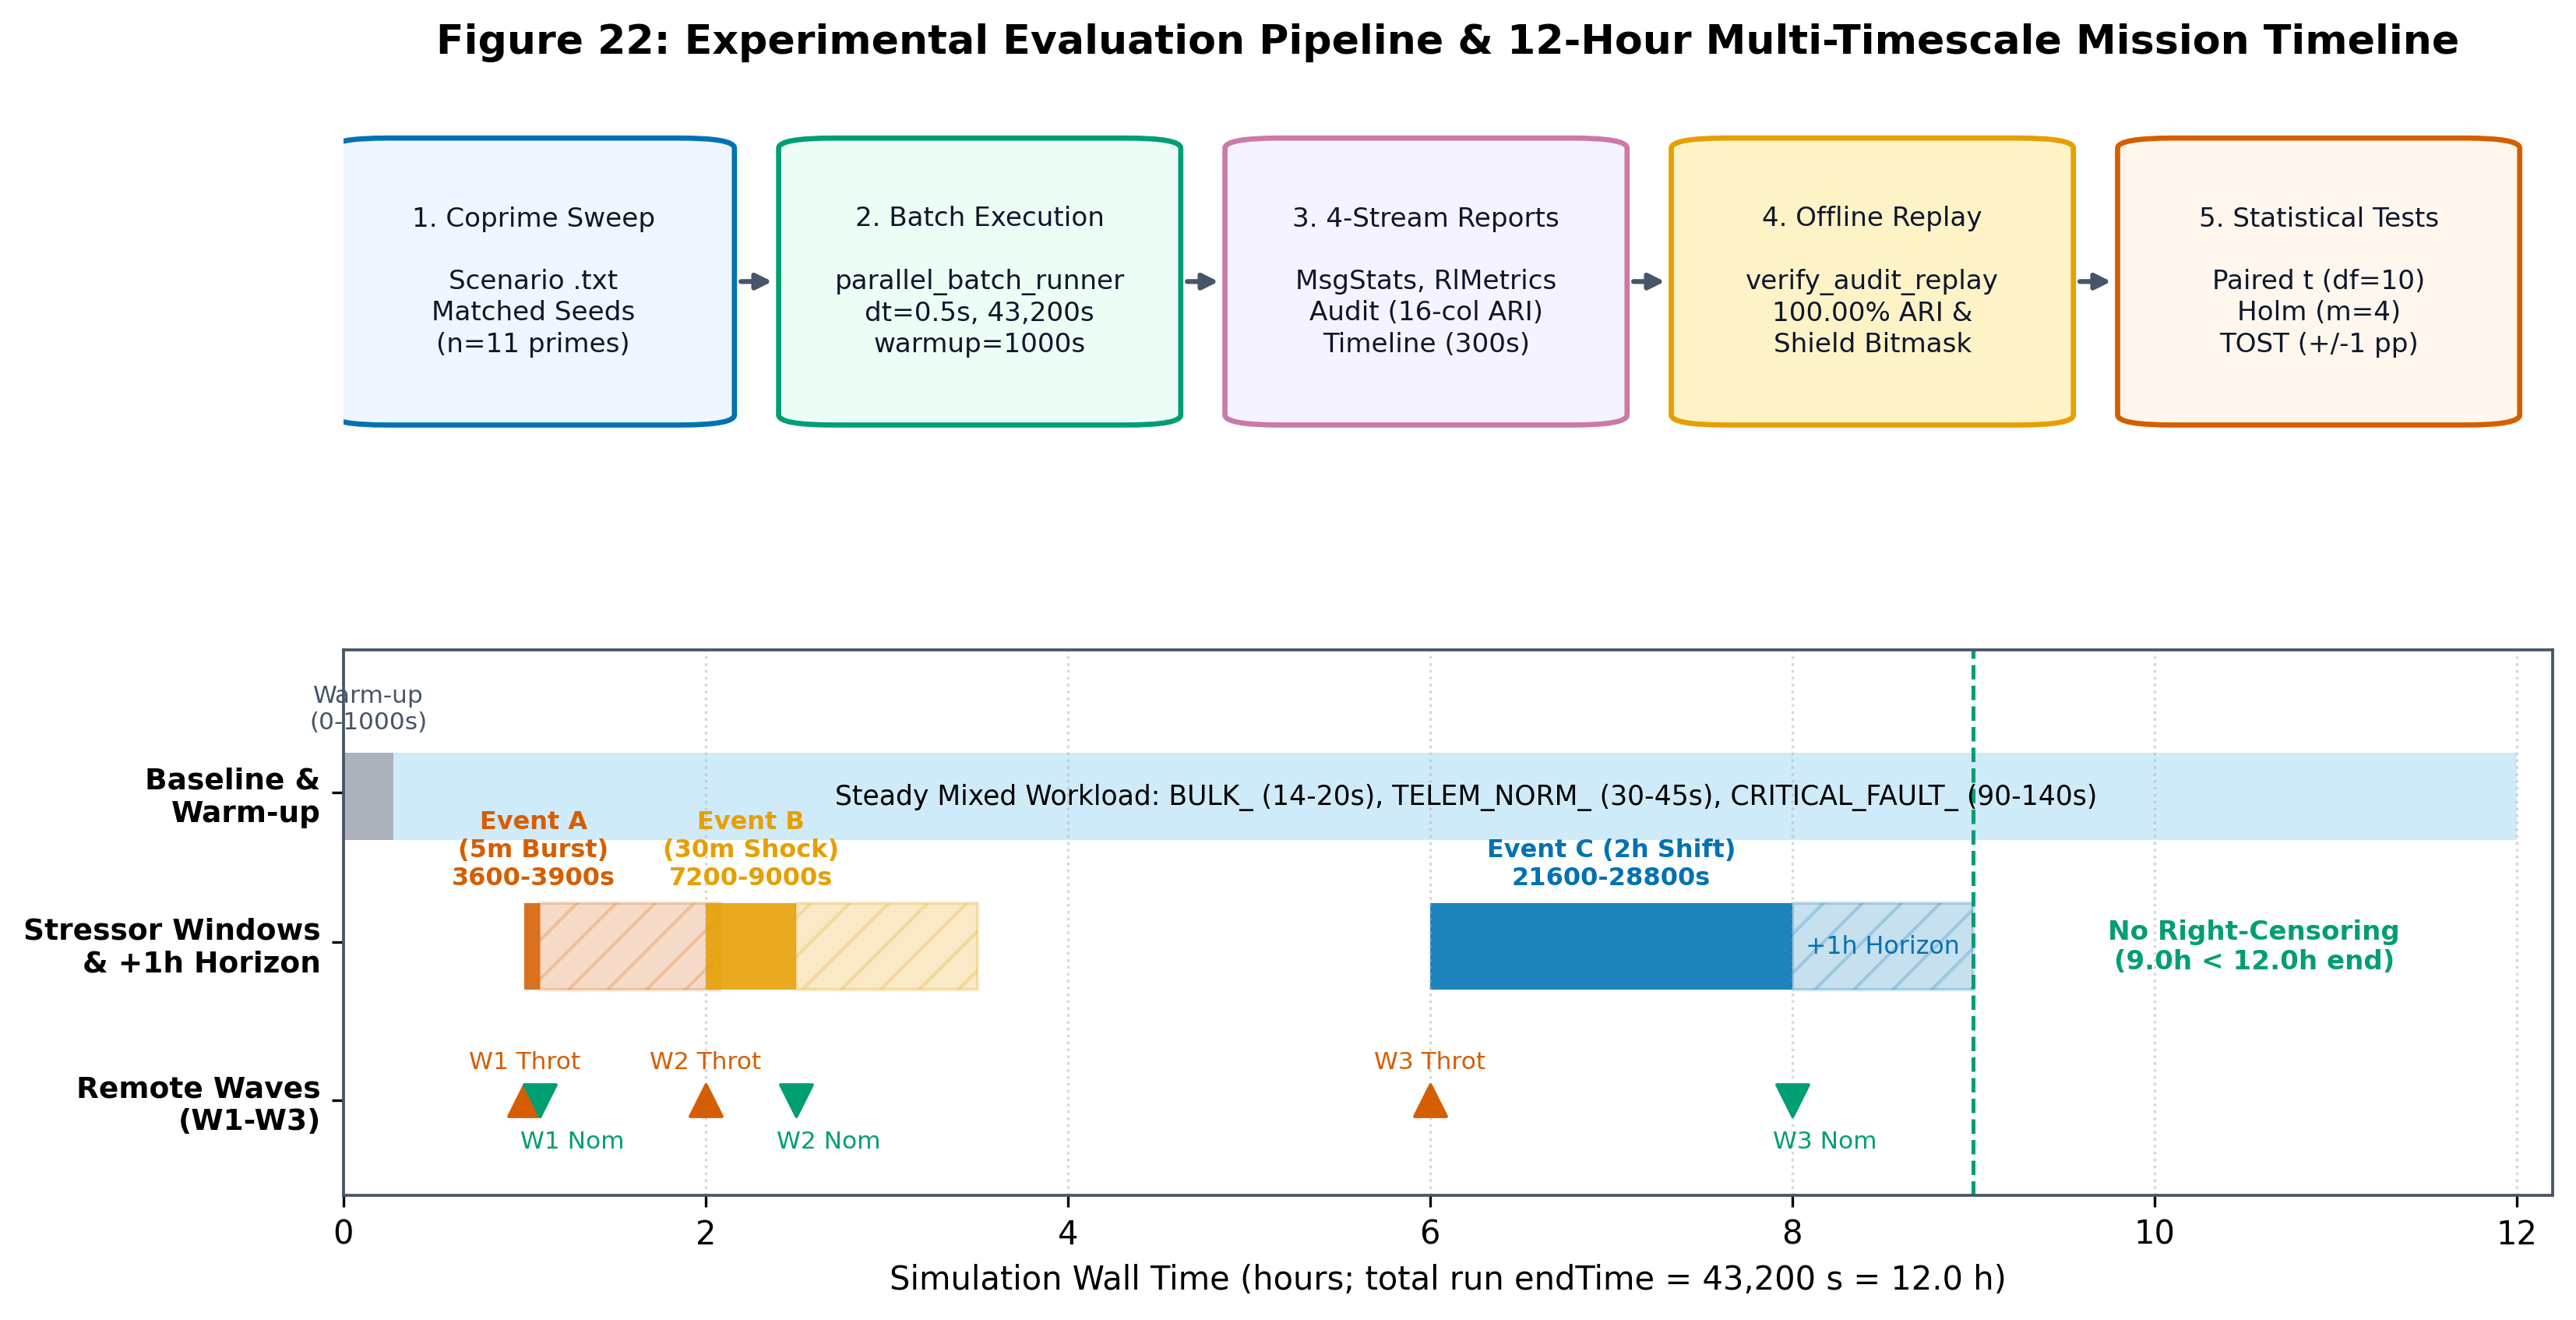 Figure 22: Experimental Evaluation Pipeline & 12-Hour Multi-Timescale Mission Timeline
1. Coprime Sweep
Scenario .txt
Matched Seeds
(n=11 primes)
2. Batch Execution
parallel_batch_runner
dt=0.5s, 43,200s
warmup=1000s
3. 4-Stream Reports
MsgStats, RlMetrics
Audit (16-col ARI)
Timeline (300s)
4. Offline Replay
verify_audit_replay
100.00% ARI &
Shield Bitmask
5. Statistical Tests
Paired t (df=10)
Holm (m=4)
TOST (+/-1 pp)
Warm-up
(0-1000s)
Baseline &
Warm-up
Steady Mixed Workload: BULK_ (14-20s), TELEM_NORM_ (30-45s), CRITICAL_FAULT_ (90-140s)
Event A
(5m Burst)
3600-3900s
Event B
(30m Shock)
7200-9000s
Event C (2h Shift)
21600-28800s
Stressor Windows
& +1h Horizon
+1h Horizon
No Right-Censoring
(9.0h < 12.0h end)
Remote Waves
(W1-W3)
W1 Throt
W2 Throt
W3 Throt
W1 Nom
W2 Nom
W3 Nom
0 2 4 6 8 10 12
Simulation Wall Time (hours; total run endTime = 43,200 s = 12.0 h)